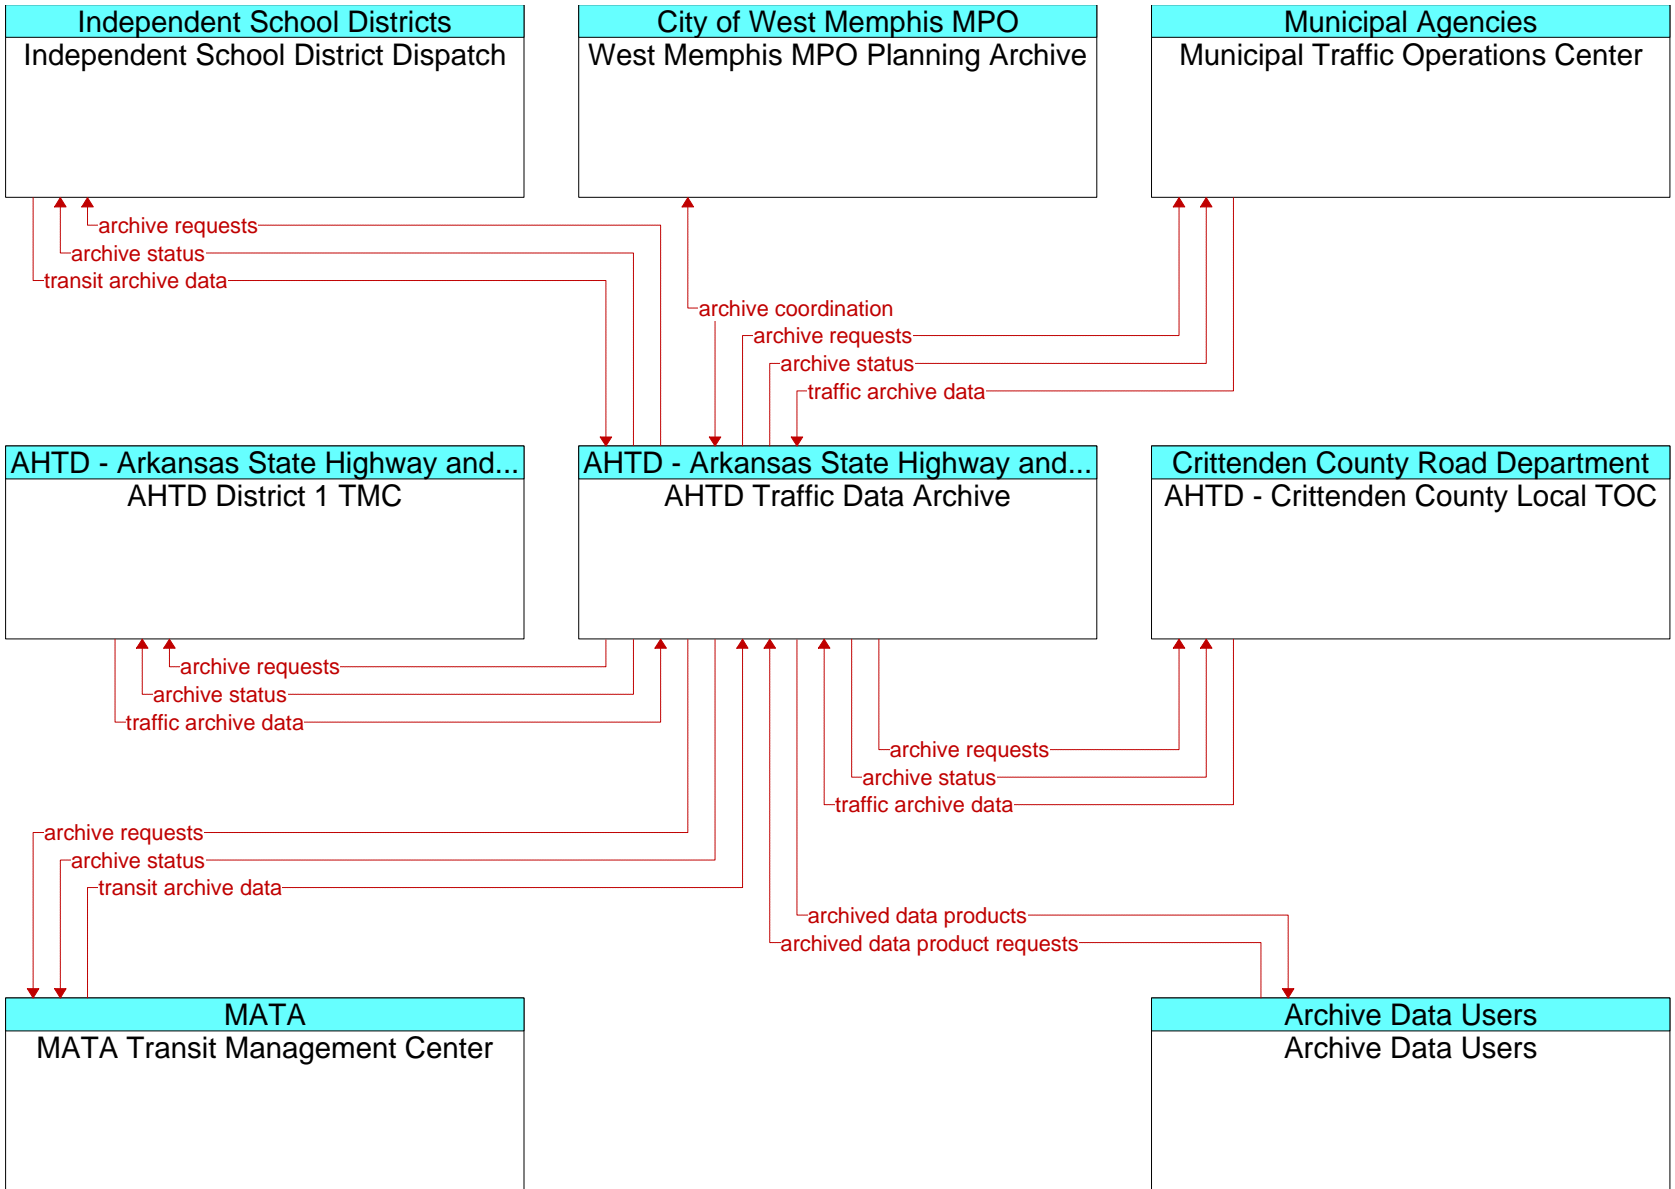 Independent School Districts
Independent School District Dispatch
City of West Memphis MPO
West Memphis MPO Planning Archive
Municipal Agencies
Municipal Traffic Operations Center
archive requests
archive status
transit archive data
archive coordination
archive requests
archive status
traffic archive data
AHTD - Arkansas State Highway and...
AHTD District 1 TMC
AHTD - Arkansas State Highway and...
AHTD Traffic Data Archive
Crittenden County Road Department
AHTD - Crittenden County Local TOC
archive requests
archive status
traffic archive data
archive requests
archive status
traffic archive data
archive requests
archive status
transit archive data
archived data products
archived data product requests
MATA
MATA Transit Management Center
Archive Data Users
Archive Data Users